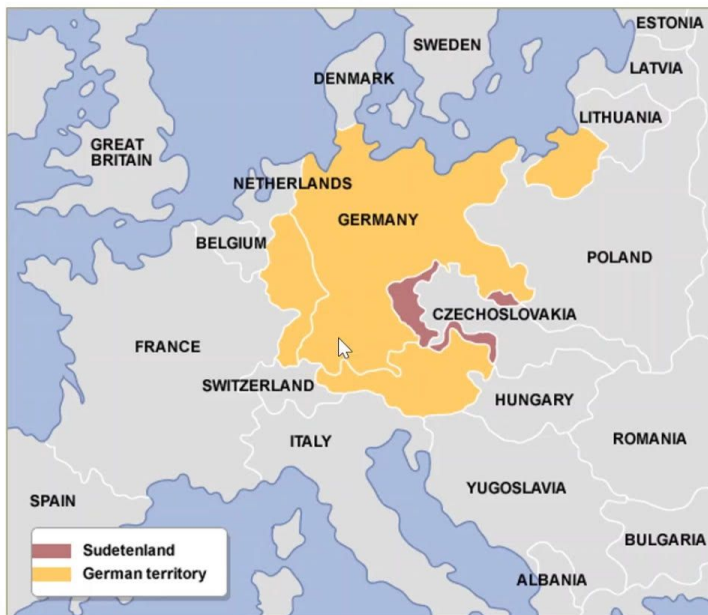 ESTONIA
SWEDEN
LATVIA
DENMARK
LITHUANIA
GREAT
BRITAIN
NETHERLANDS
GERMANY
BELGIUM
POLAND
CZECHOSLOVAKIA
FRANCE
SWITZERLAND
HUNGARY
ITALY
ROMANIA
YUGOSLAVIA
SPAIN
BULGARIA
Sudetenland
German territory
ALBANIA